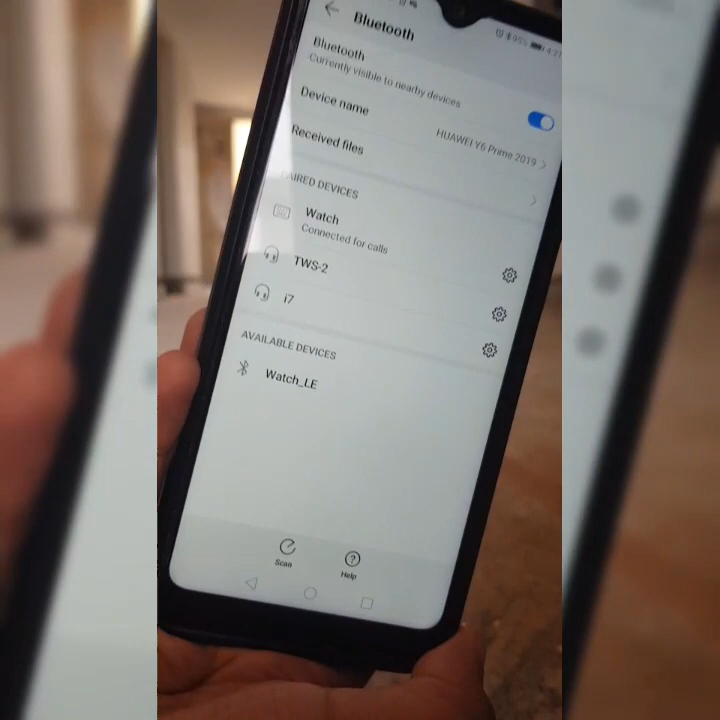 95%
Bluetooth
Bluetooth
Currently visible to nearby devices
Device name
HUAWEI Y6 Prime 2019
Received files
PAIRED DEVICES
Watch
Connected for calls
TWS-2
i7
AVAILABLE DEVICES
Watch_LE
Scan
Help